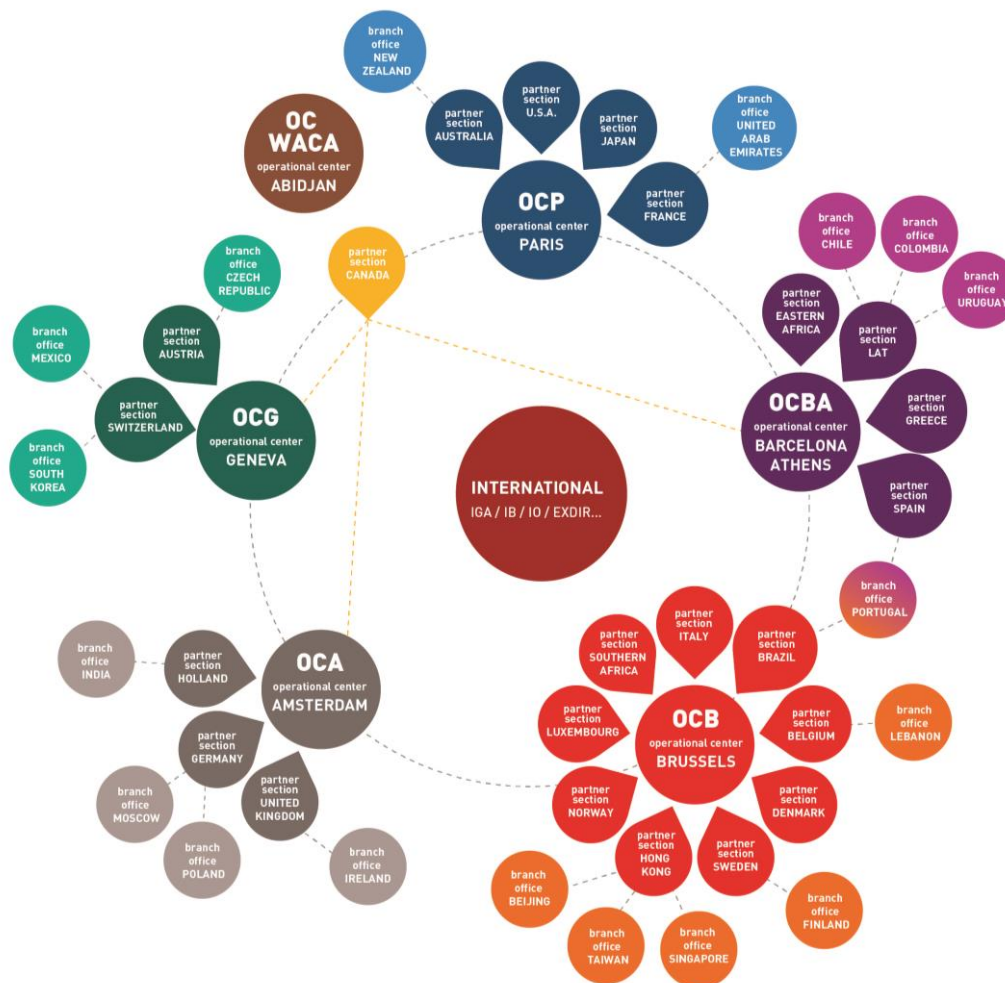 branch
office
NEW
ZEALAND
partner
section
AUSTRALIA
partner
section
U.S.A.
partner
section
JAPAN
branch
office
UNITED
ARAB
EMIRATES
partner
section
FRANCE
OCP
operational center
PARIS
OC
WACA
operational center
ABIDJAN
partner
section
CANADA
branch
office
CZECH
REPUBLIC
branch
office
MEXICO
partner
section
AUSTRIA
partner
section
SWITZERLAND
branch
office
SOUTH
KOREA
OCG
operational center
GENEVA
branch
office
CHILE
branch
office
COLOMBIA
branch
office
URUGUAY
partner
section
EASTERN
AFRICA
partner
section
LAT
partner
section
GREECE
partner
section
SPAIN
OCBA
operational center
BARCELONA
ATHENS
branch
office
PORTUGAL
INTERNATIONAL
IGA / IB / IO / EXDIR...
OCA
operational center
AMSTERDAM
branch
office
INDIA
partner
section
HOLLAND
partner
section
GERMANY
partner
section
UNITED
KINGDOM
branch
office
MOSCOW
branch
office
POLAND
branch
office
IRELAND
partner
section
ITALY
partner
section
SOUTHERN
AFRICA
partner
section
BRAZIL
partner
section
LUXEMBOURG
OCB
operational center
BRUSSELS
partner
section
BELGIUM
branch
office
LEBANON
partner
section
NORWAY
partner
section
DENMARK
partner
section
HONG
KONG
partner
section
SWEDEN
branch
office
BEIJING
branch
office
TAIWAN
branch
office
SINGAPORE
branch
office
FINLAND